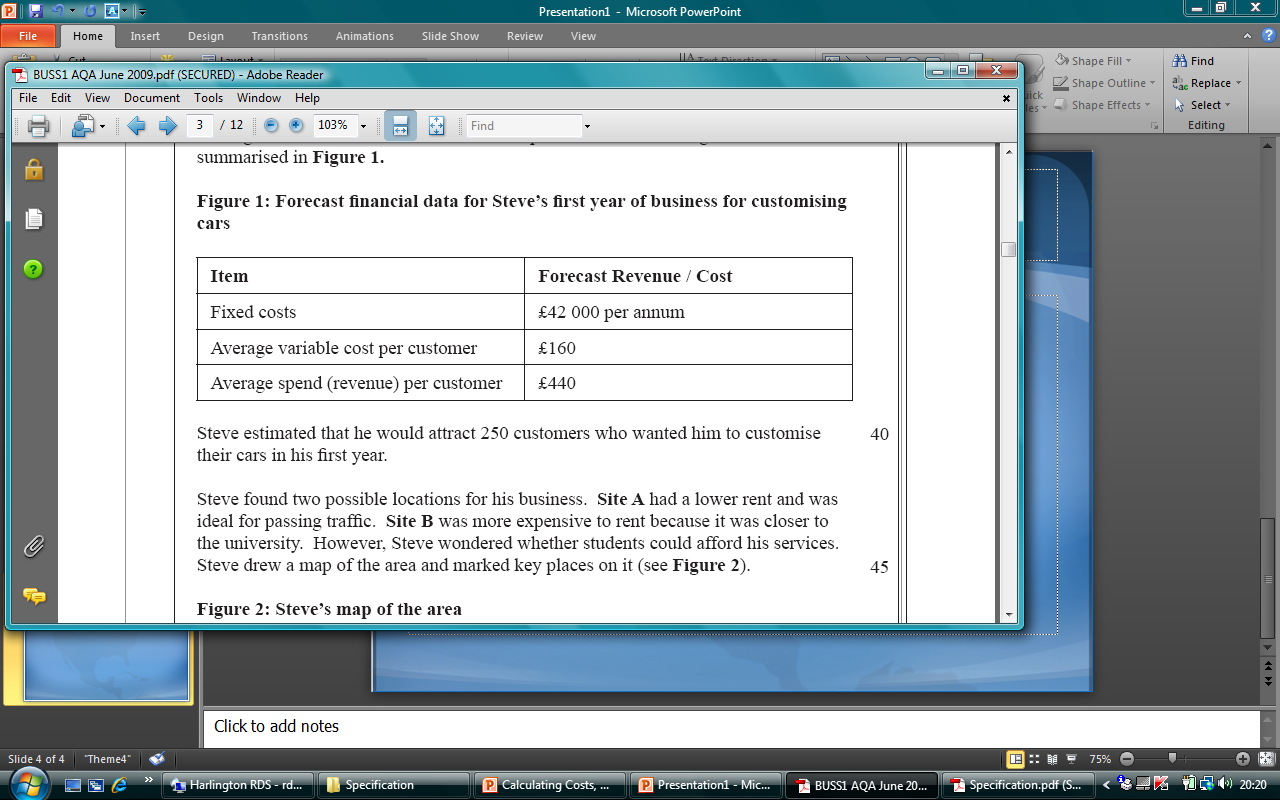 Presentation1 - Microsoft PowerPoint
File Home Insert Design Transitions Animations Slide Show Review View
Shape Fill
Shape Outline
Shape Effects
Find
Replace
Select
Editing
BUSS1 AQA June 2009.pdf (SECURED) - Adobe Reader
File Edit View Document Tools Window Help
3 / 12 103% Find
summarised in Figure 1.
Figure 1: Forecast financial data for Steve's first year of business for customising
cars
Item Forecast Revenue / Cost
Fixed costs £42 000 per annum
Average variable cost per customer £160
Average spend (revenue) per customer £440
Steve estimated that he would attract 250 customers who wanted him to customise 40
their cars in his first year.
Steve found two possible locations for his business. Site A had a lower rent and was
ideal for passing traffic. Site B was more expensive to rent because it was closer to
the university. However, Steve wondered whether students could afford his services.
Steve drew a map of the area and marked key places on it (see Figure 2). 45
Figure 2: Steve's map of the area
Click to add notes
Slide 4 of 4 "Theme4" 75%
Harlington RDS - rd... Specification Calculating Costs, ... Presentation1 - Mic... BUSS1 AQA June 20... Specification.pdf (S... 20:20